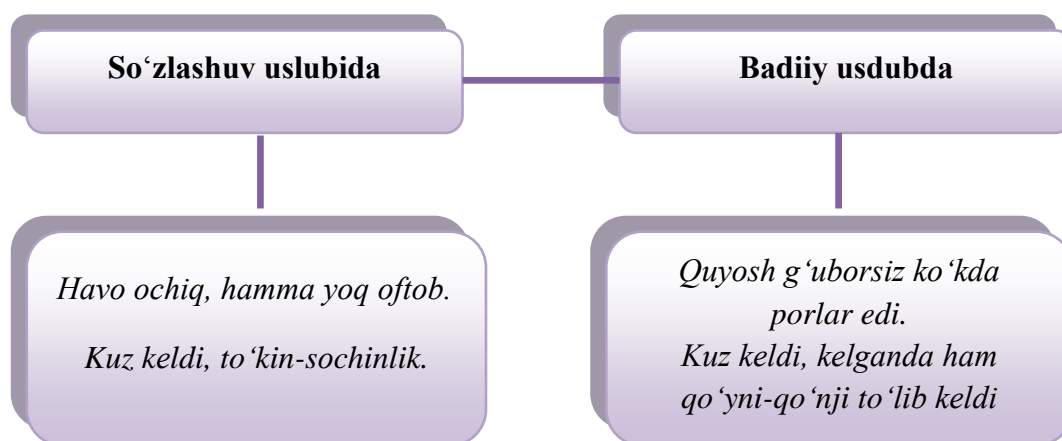 So‘zlashuv uslubida
Badiiy usdubda
Havo ochiq, hamma yoq oftob.
Kuz keldi, to‘kin-sochinlik.
Quyosh g‘uborsiz ko‘kda
porlar edi.
Kuz keldi, kelganda ham
qo‘yni-qo‘nji to‘lib keldi